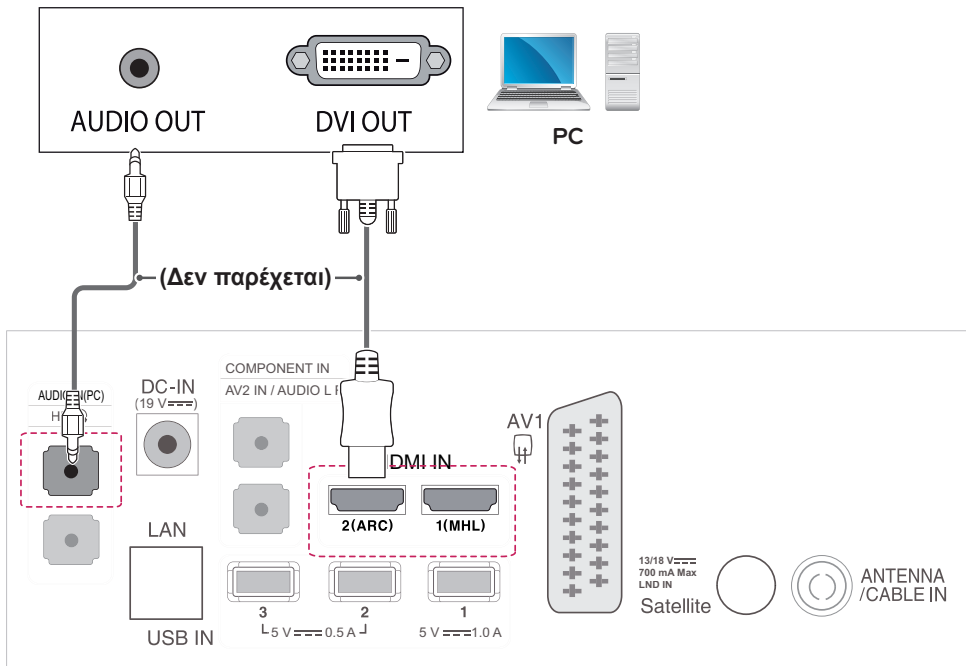 AUDIO OUT
DVI OUT
PC
(Δεν παρέχεται)
COMPONENT IN
AV2 IN / AUDIO L
AUDIO (PC)
DC-IN
(19 V)
AV1
DMI IN
2(ARC)
1(MHL)
LAN
13/18 V
700 mA Max
LND IN
Satellite
ANTENNA
/CABLE IN
3
2
1
USB IN
5 V 0.5 A
5 V 1.0 A